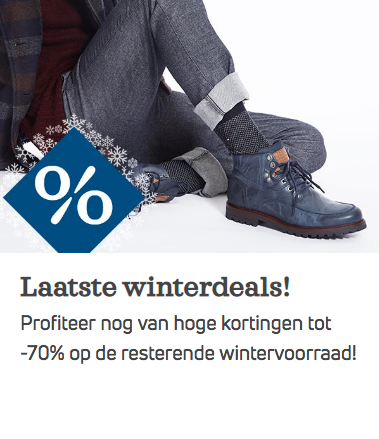 %
Laatste winterdeals!
Profiteer nog van hoge kortingen tot
-70% op de resterende wintervoorraad!